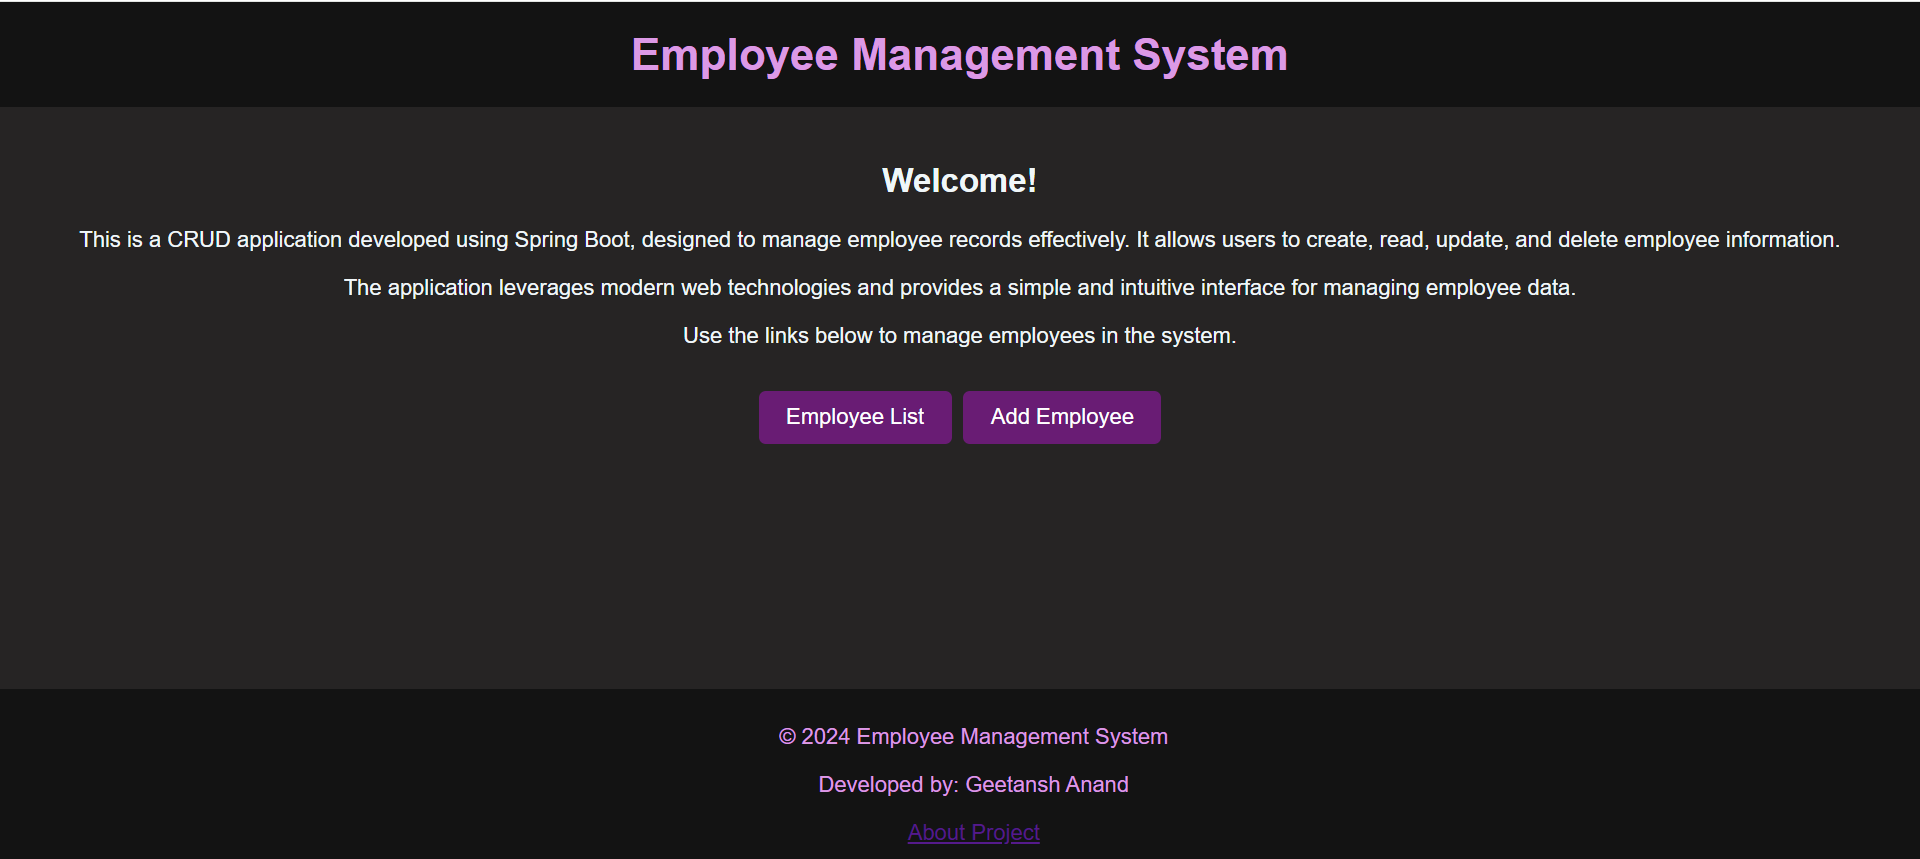 Employee Management System
Welcome!
This is a CRUD application developed using Spring Boot, designed to manage employee records effectively. It allows users to create, read, update, and delete employee information.
The application leverages modern web technologies and provides a simple and intuitive interface for managing employee data.
Use the links below to manage employees in the system.
Employee List Add Employee
© 2024 Employee Management System
Developed by: Geetansh Anand
About Project